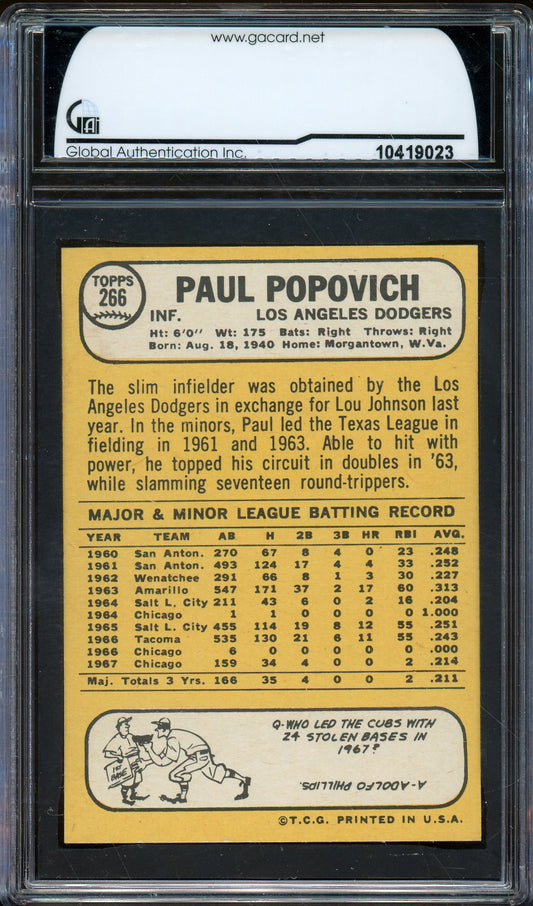 www.gacard.net
GAi
Global Authentication Inc.
10419023
TOPPS
266
PAUL POPOVICH
INF. LOS ANGELES DODGERS
Ht: 6'0" Wt: 175 Bats: Right Throws: Right
Born: Aug. 18, 1940 Home: Morgantown, W.Va.
The slim infielder was obtained by the Los
Angeles Dodgers in exchange for Lou Johnson last
year. In the minors, Paul led the Texas League in
fielding in 1961 and 1963. Able to hit with
power, he topped his circuit in doubles in '63,
while slamming seventeen round-trippers.
MAJOR & MINOR LEAGUE BATTING RECORD
YEAR TEAM AB H 2B 3B HR RBI AVG.
1960 San Anton. 270 67 8 4 0 23 .248
1961 San Anton. 493 124 17 4 4 33 .252
1962 Wenatchee 291 66 8 1 3 30 .227
1963 Amarillo 547 171 37 2 17 60 .313
1964 Salt L. City 211 43 6 0 2 16 .204
1964 Chicago 1 1 0 0 0 0 1.000
1965 Salt L. City 455 114 19 8 12 55 .251
1966 Tacoma 535 130 21 6 11 55 .243
1966 Chicago 6 0 0 0 0 0 .000
1967 Chicago 159 34 4 0 0 2 .214
Maj. Totals 3 Yrs. 166 35 4 0 0 2 .211
1ST
BASE
Q-WHO LED THE CUBS WITH
24 STOLEN BASES IN
1967?
A-ADOLFO PHILLIPS.
©T.C.G. PRINTED IN U.S.A.